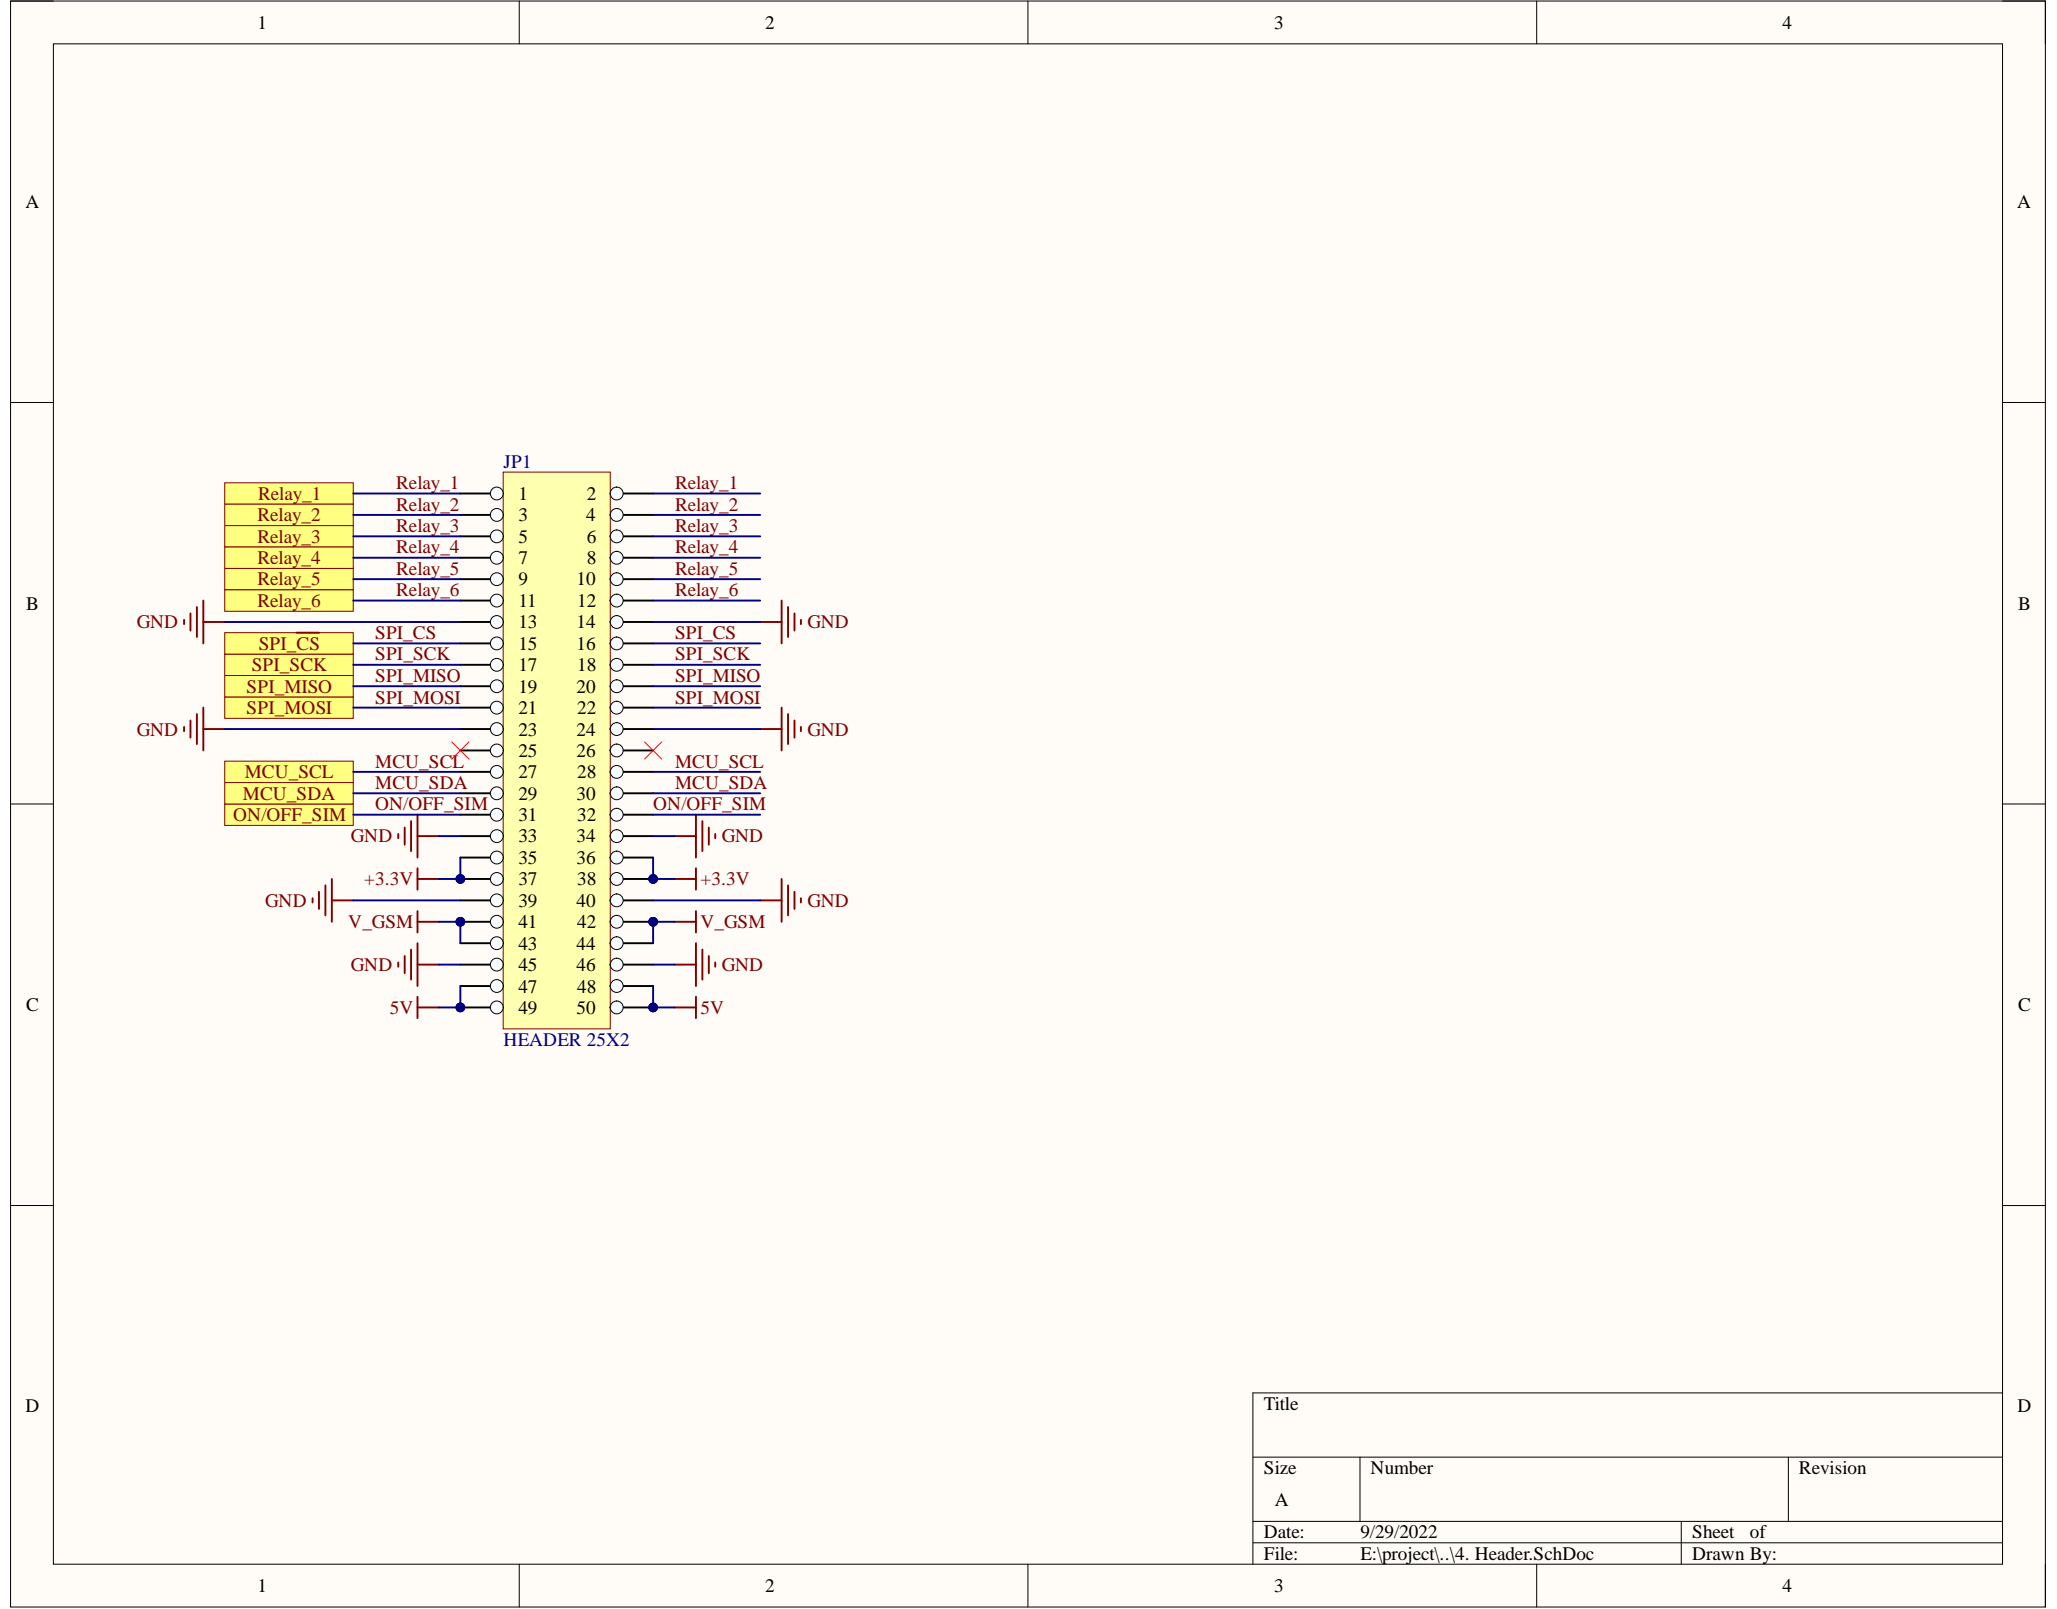 1 2 3 4
A A
JP1
Relay_1 Relay_1 1 2 Relay_1
Relay_2 Relay_2 3 4 Relay_2
Relay_3 Relay_3 5 6 Relay_3
Relay_4 Relay_4 7 8 Relay_4
Relay_5 Relay_5 9 10 Relay_5
Relay_6 Relay_6 11 12 Relay_6
B B
GND 13 14 GND
SPI_CS SPI_CS 15 16 SPI_CS
SPI_SCK SPI_SCK 17 18 SPI_SCK
SPI_MISO SPI_MISO 19 20 SPI_MISO
SPI_MOSI SPI_MOSI 21 22 SPI_MOSI
GND 23 24 GND
25 26
MCU_SCL MCU_SCL 27 28 MCU_SCL
MCU_SDA MCU_SDA 29 30 MCU_SDA
ON/OFF_SIM ON/OFF_SIM 31 32 ON/OFF_SIM
GND 33 34 GND
35 36
+3.3V 37 38 +3.3V
GND 39 40 GND
V_GSM 41 42 V_GSM
43 44
GND 45 46 GND
47 48
5V 49 50 5V
C C
HEADER 25X2
D D
Title
Size Number Revision
A
Date: 9/29/2022 Sheet of
File: E:\project\..\4. Header.SchDoc Drawn By:
1 2 3 4